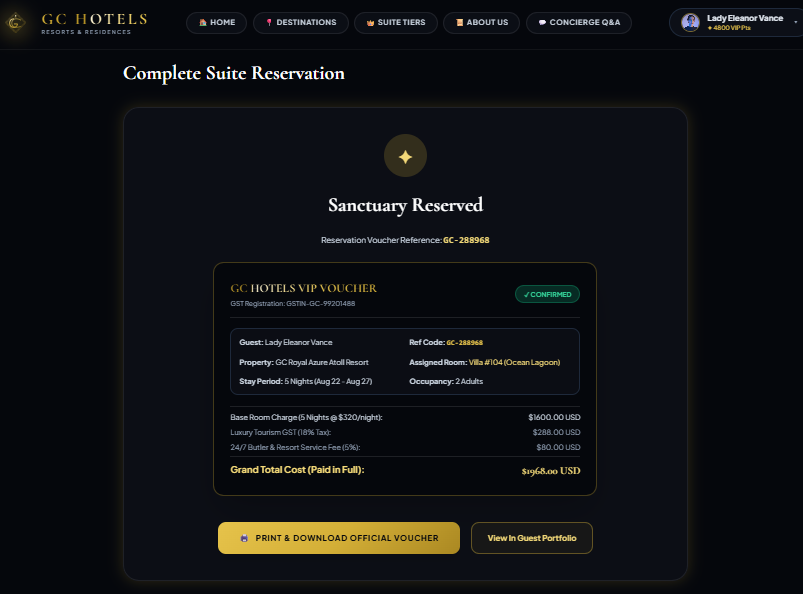 GC HOTELS
RESORTS & RESIDENCES
HOME
DESTINATIONS
SUITE TIERS
ABOUT US
CONCIERGE Q&A
Lady Eleanor Vance
✦ 4800 VIP Pts
Complete Suite Reservation
Sanctuary Reserved
Reservation Voucher Reference: GC-288968
GC HOTELS VIP VOUCHER
GST Registration: GSTIN-GC-99201488
✓ CONFIRMED
Guest: Lady Eleanor Vance
Ref Code: GC-288968
Property: GC Royal Azure Atoll Resort
Assigned Room: Villa #104 (Ocean Lagoon)
Stay Period: 5 Nights (Aug 22 - Aug 27)
Occupancy: 2 Adults
Base Room Charge (5 Nights @ $320/night): $1600.00 USD
Luxury Tourism GST (18% Tax): $288.00 USD
24/7 Butler & Resort Service Fee (5%): $80.00 USD
Grand Total Cost (Paid in Full): $1968.00 USD
PRINT & DOWNLOAD OFFICIAL VOUCHER
View In Guest Portfolio